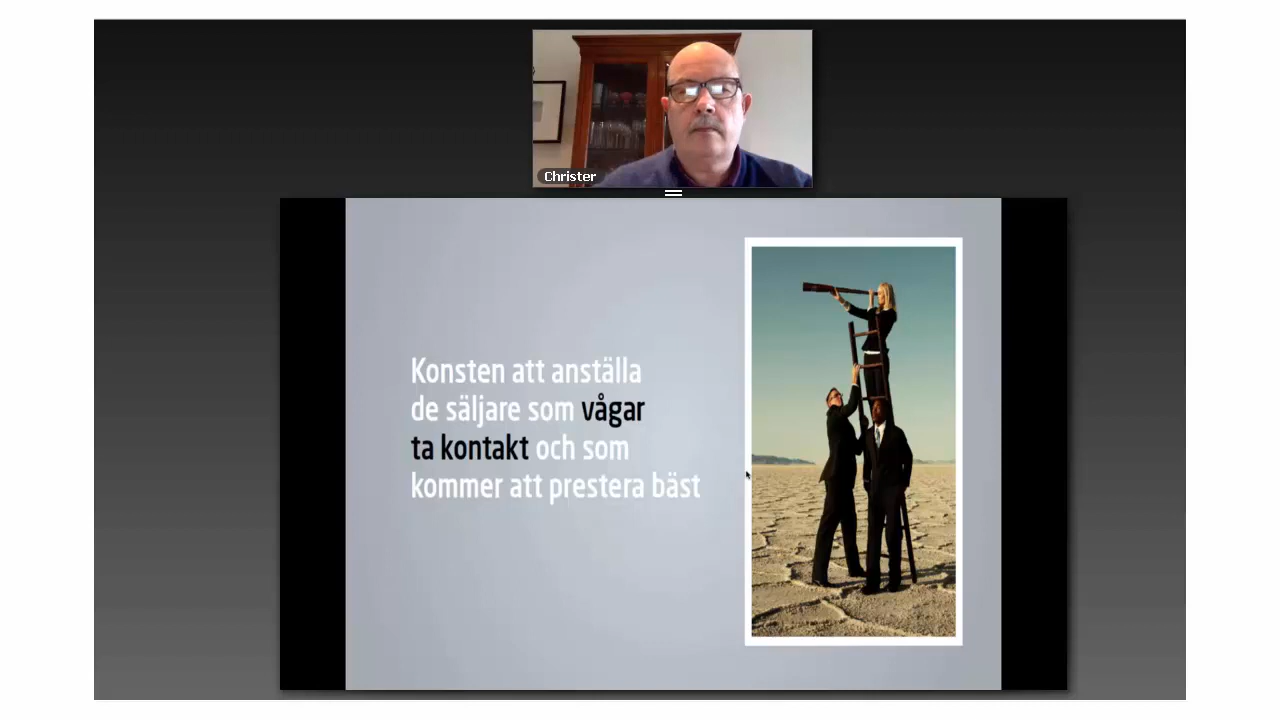 Christer
Konsten att anställa
de säljare som vågar
ta kontakt och som
kommer att prestera bäst